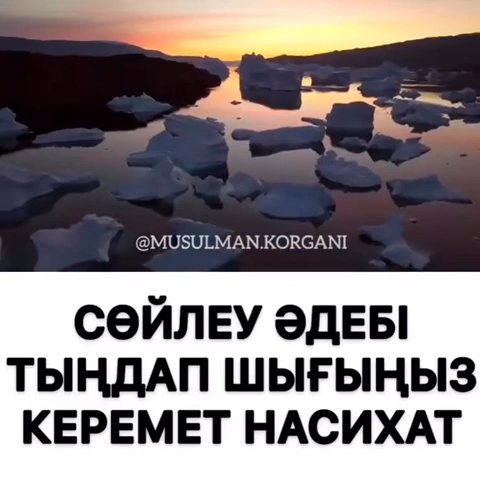 @MUSULMAN.KORGANI
СӨЙЛЕУ ӘДЕБІ
ТЫҢДАП ШЫҒЫҢЫЗ
КЕРЕМЕТ НАСИХАТ